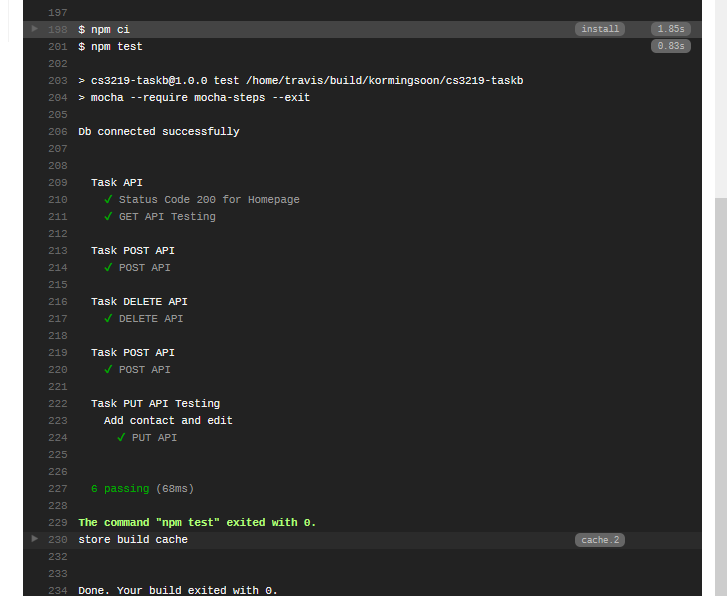 197
198 $ npm ci install 1.85s
201 $ npm test 0.83s
202
203 > cs3219-taskb@1.0.0 test /home/travis/build/kormingsoon/cs3219-taskb
204 > mocha --require mocha-steps --exit
205
206 Db connected successfully
207
208
209 Task API
210 ✓ Status Code 200 for Homepage
211 ✓ GET API Testing
212
213 Task POST API
214 ✓ POST API
215
216 Task DELETE API
217 ✓ DELETE API
218
219 Task POST API
220 ✓ POST API
221
222 Task PUT API Testing
223 Add contact and edit
224 ✓ PUT API
225
226
227 6 passing (68ms)
228
229 The command "npm test" exited with 0.
230 store build cache cache.2
232
233
234 Done. Your build exited with 0.